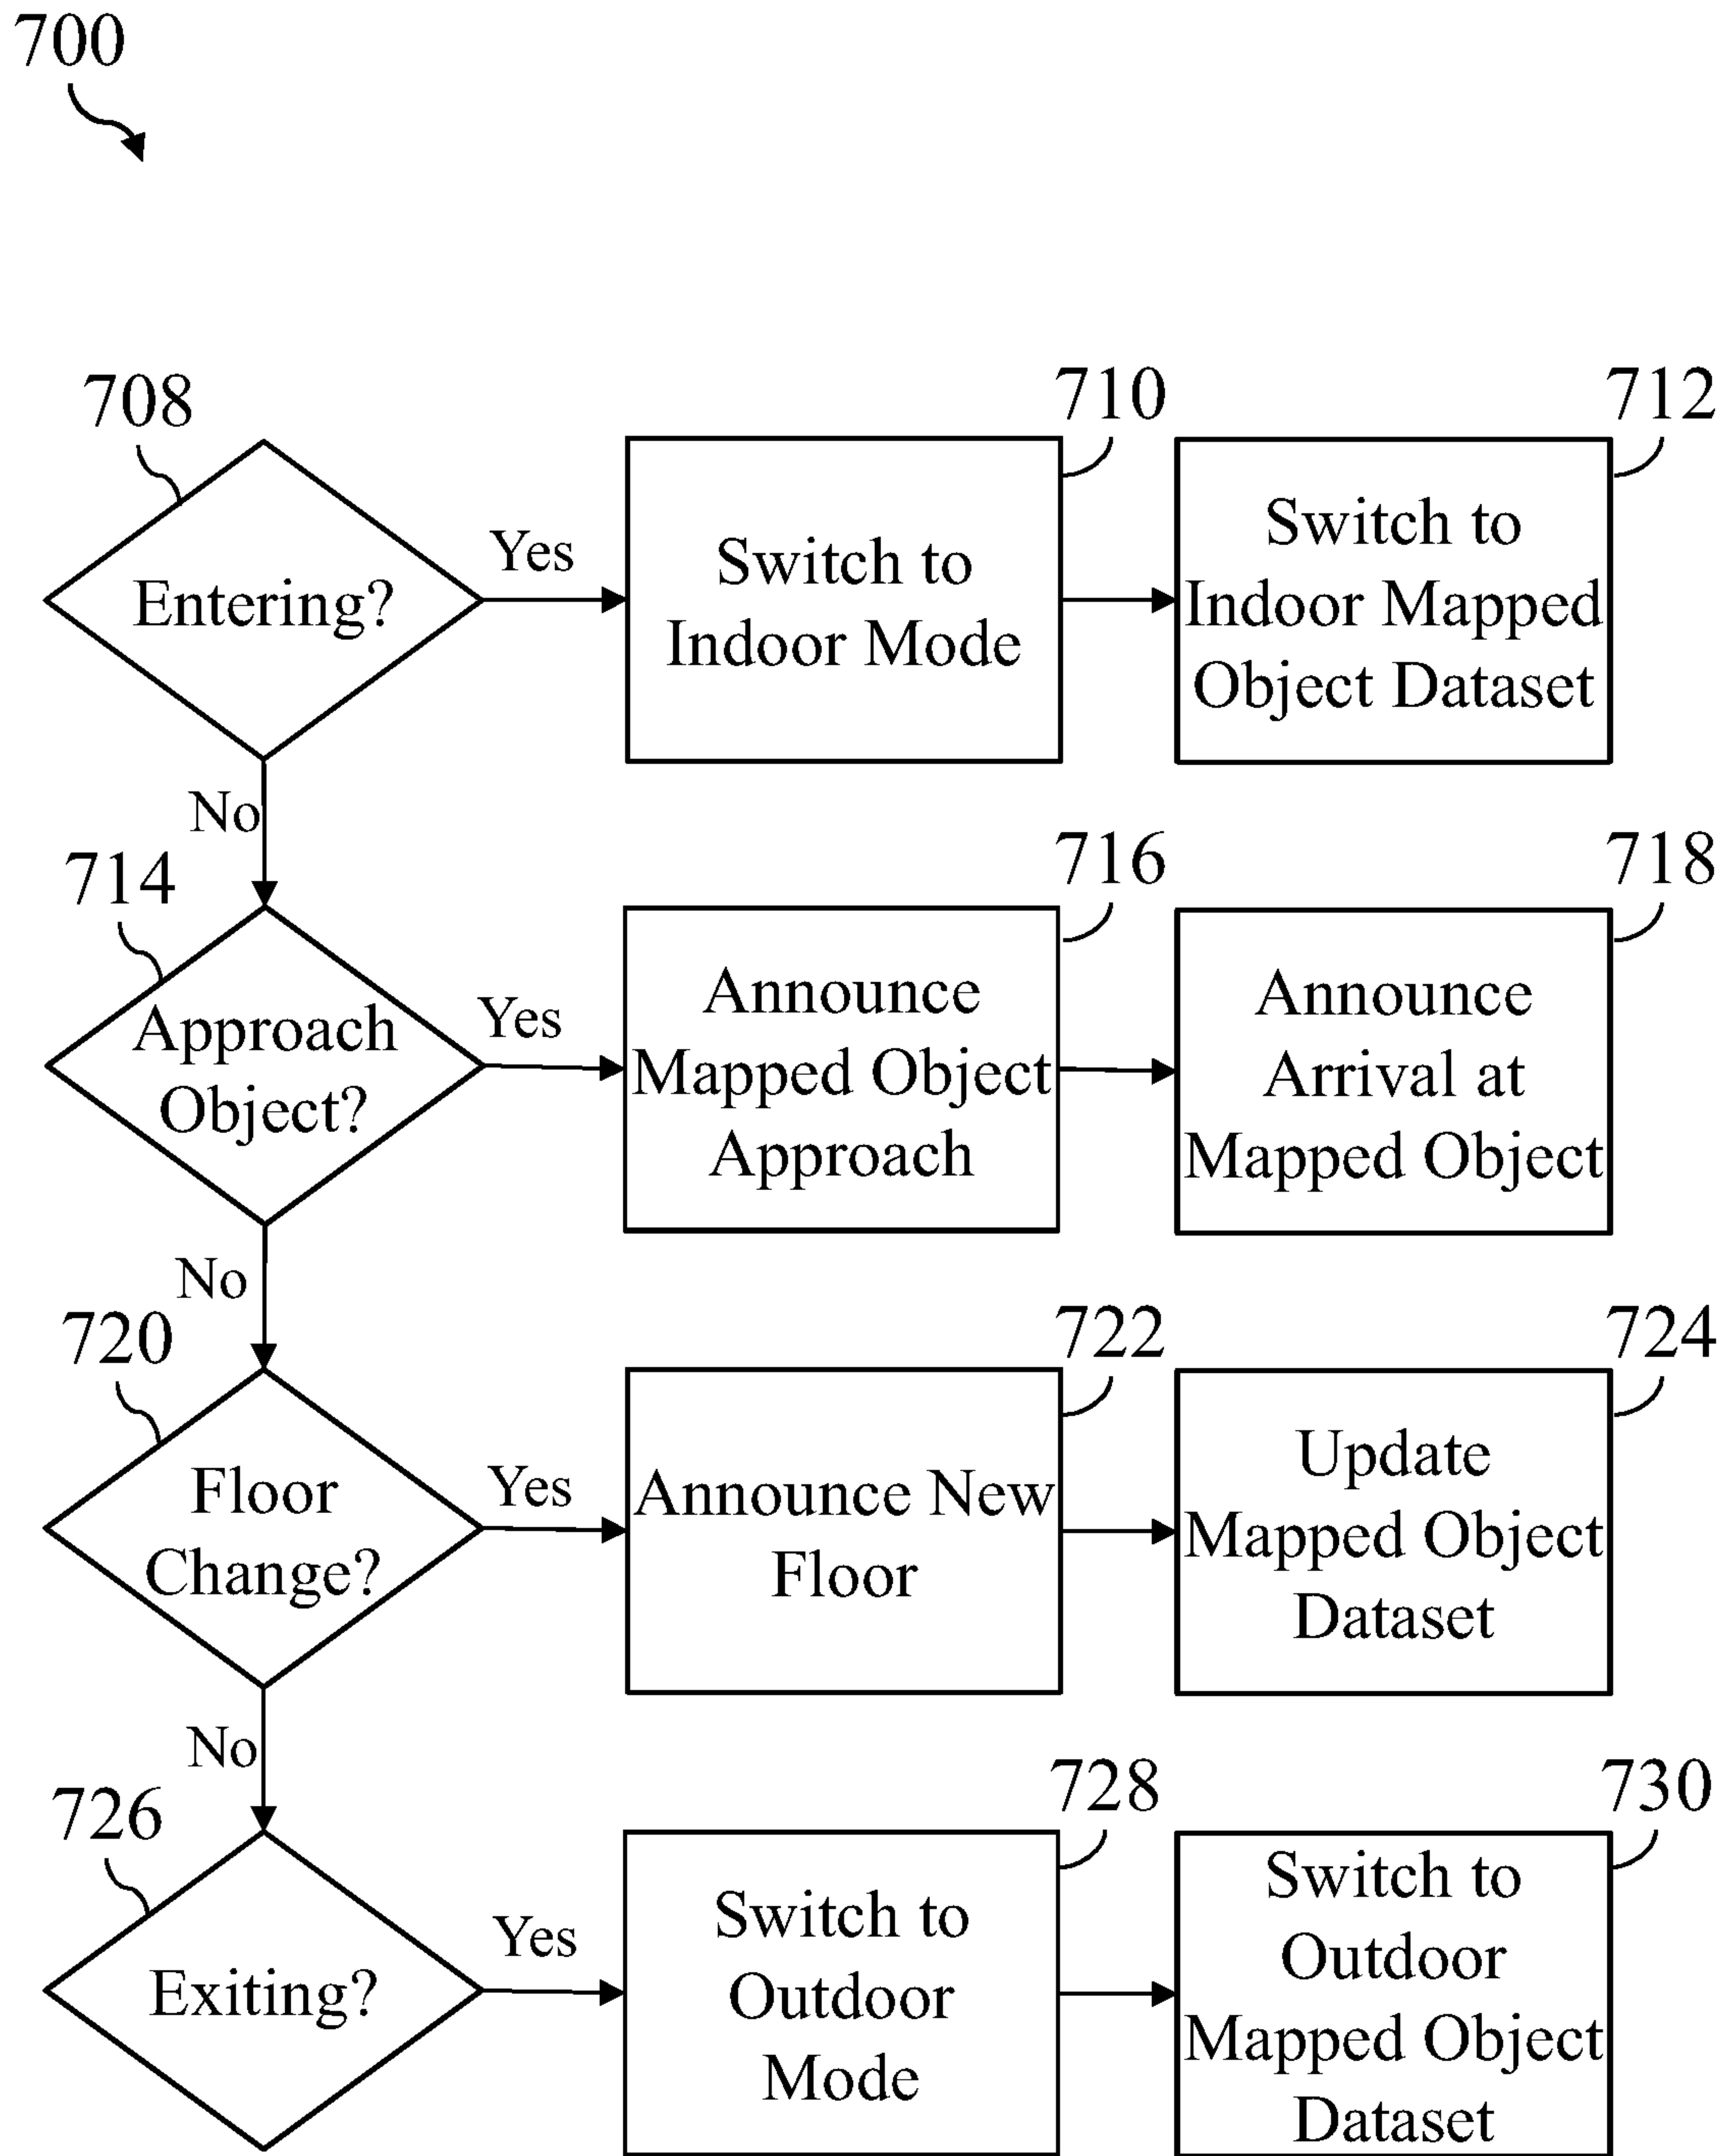 700
708
710
712
Entering?
Yes
Switch to
Indoor Mode
Switch to
Indoor Mapped
Object Dataset
No
714
716
718
Approach
Object?
Yes
Announce
Mapped Object
Approach
Announce
Arrival at
Mapped Object
No
720
722
724
Floor
Change?
Yes
Announce New
Floor
Update
Mapped Object
Dataset
No
726
728
730
Exiting?
Yes
Switch to
Outdoor
Mode
Switch to
Outdoor
Mapped Object
Dataset